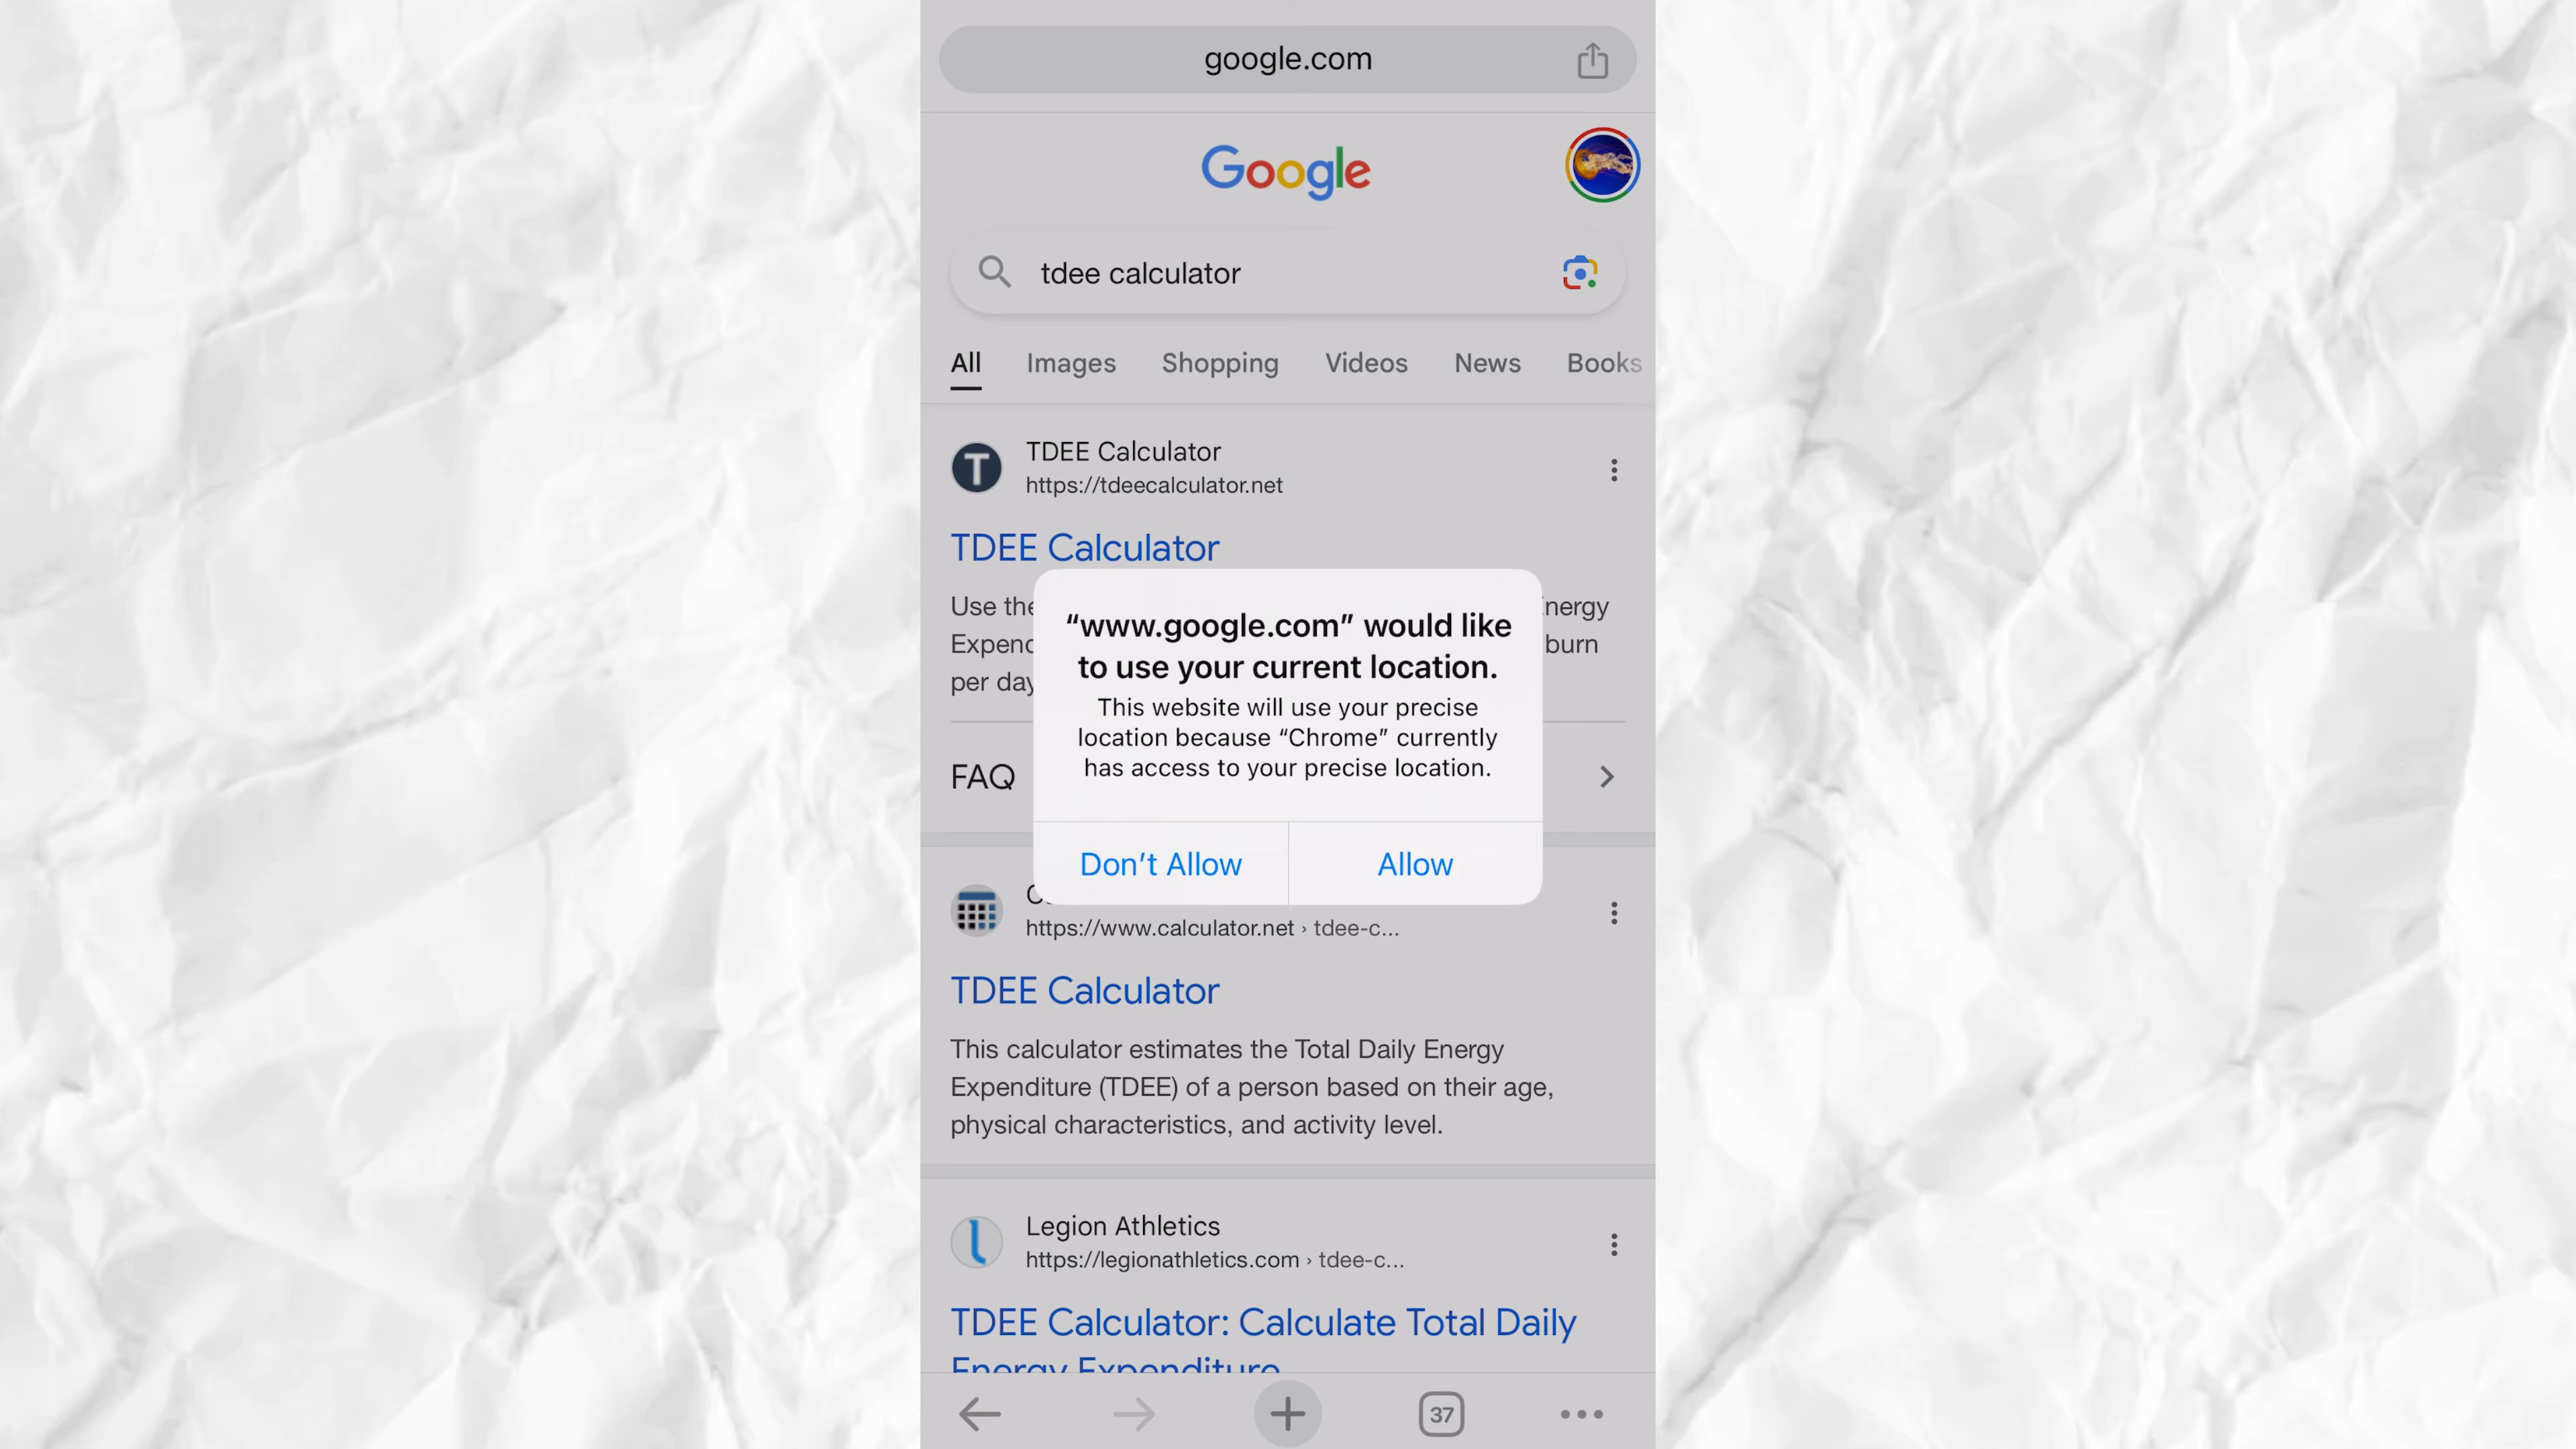 google.com
Google
tdee calculator
All Images Shopping Videos News Books
T
TDEE Calculator
https://tdeecalculator.net
TDEE Calculator
Use the
nergy
burn
per day
“www.google.com” would like
to use your current location.
This website will use your precise
location because “Chrome” currently
has access to your precise location.
Don’t Allow
Allow
FAQ
https://www.calculator.net › tdee-c...
TDEE Calculator
This calculator estimates the Total Daily Energy
Expenditure (TDEE) of a person based on their age,
physical characteristics, and activity level.
Legion Athletics
https://legionathletics.com › tdee-c...
TDEE Calculator: Calculate Total Daily
Energy Expenditure
37